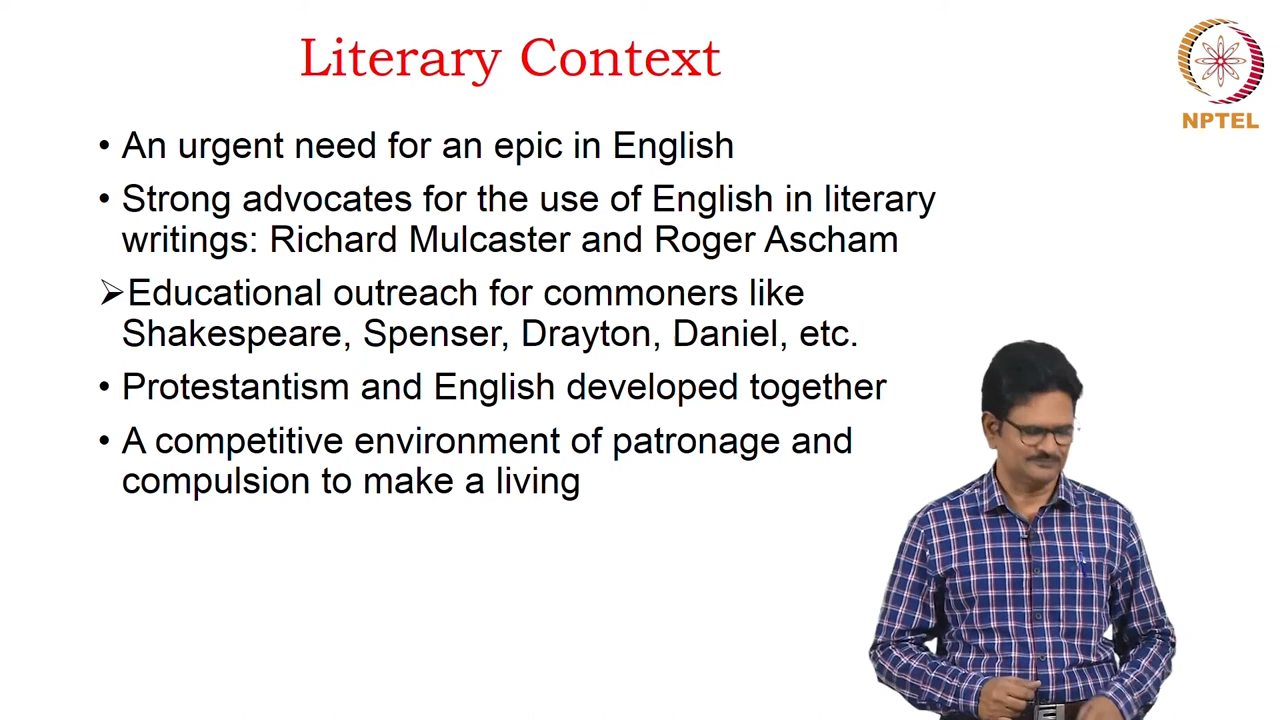 Literary Context
NPTEL
• An urgent need for an epic in English
• Strong advocates for the use of English in literary
writings: Richard Mulcaster and Roger Ascham
➢Educational outreach for commoners like
Shakespeare, Spenser, Drayton, Daniel, etc.
• Protestantism and English developed together
• A competitive environment of patronage and
compulsion to make a living